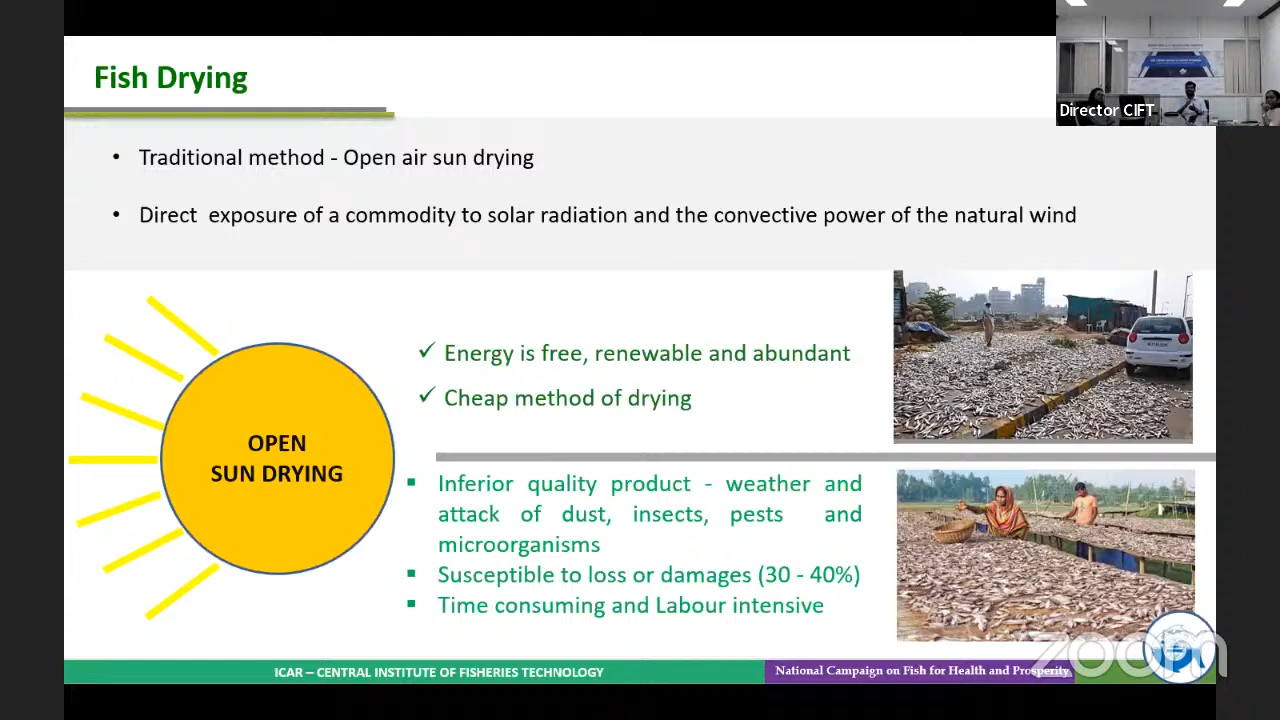 Fish Drying
Director CIFT
• Traditional method - Open air sun drying
• Direct exposure of a commodity to solar radiation and the convective power of the natural wind
OPEN
SUN DRYING
✓ Energy is free, renewable and abundant
✓ Cheap method of drying
▪ Inferior quality product - weather and
attack of dust, insects, pests and
microorganisms
▪ Susceptible to loss or damages (30 - 40%)
▪ Time consuming and Labour intensive
zoom
ICAR – CENTRAL INSTITUTE OF FISHERIES TECHNOLOGY
National Campaign on Fish for Health and Prosperity